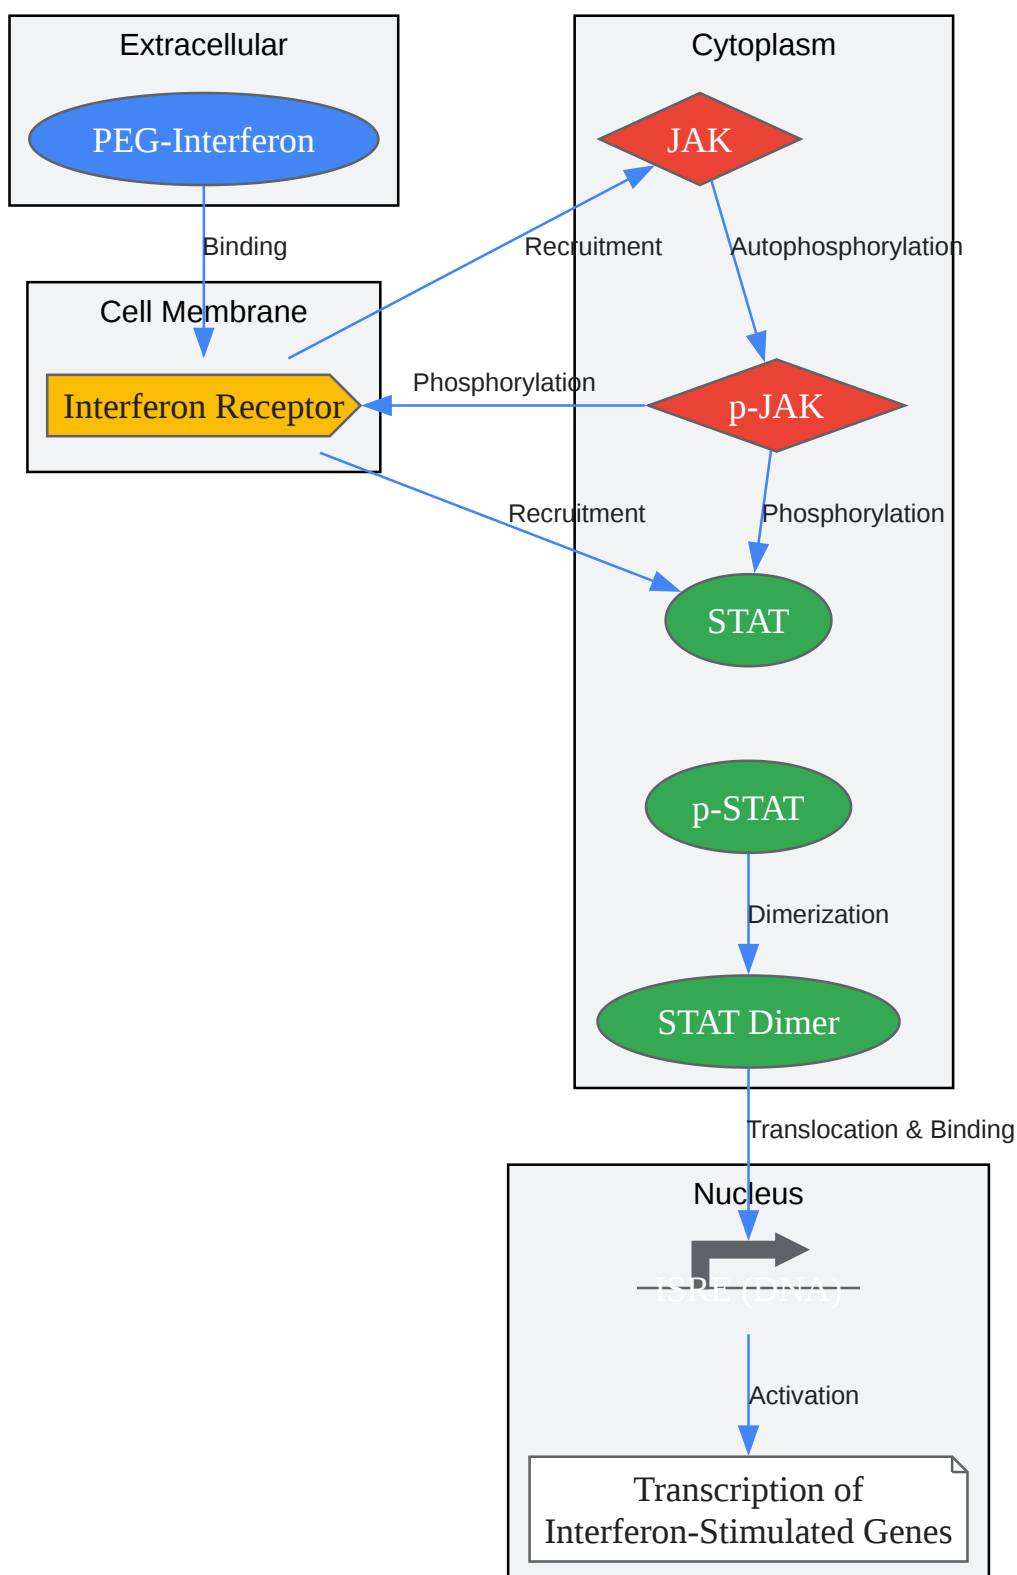 Extracellular
Cytoplasm
PEG-Interferon
JAK
Binding
Recruitment
Autophosphorylation
Cell Membrane
Phosphorylation
Interferon Receptor
p-JAK
Recruitment
Phosphorylation
STAT
p-STAT
Dimerization
STAT Dimer
Translocation & Binding
Nucleus
ISRE (DNA)
Activation
Transcription of
Interferon-Stimulated Genes